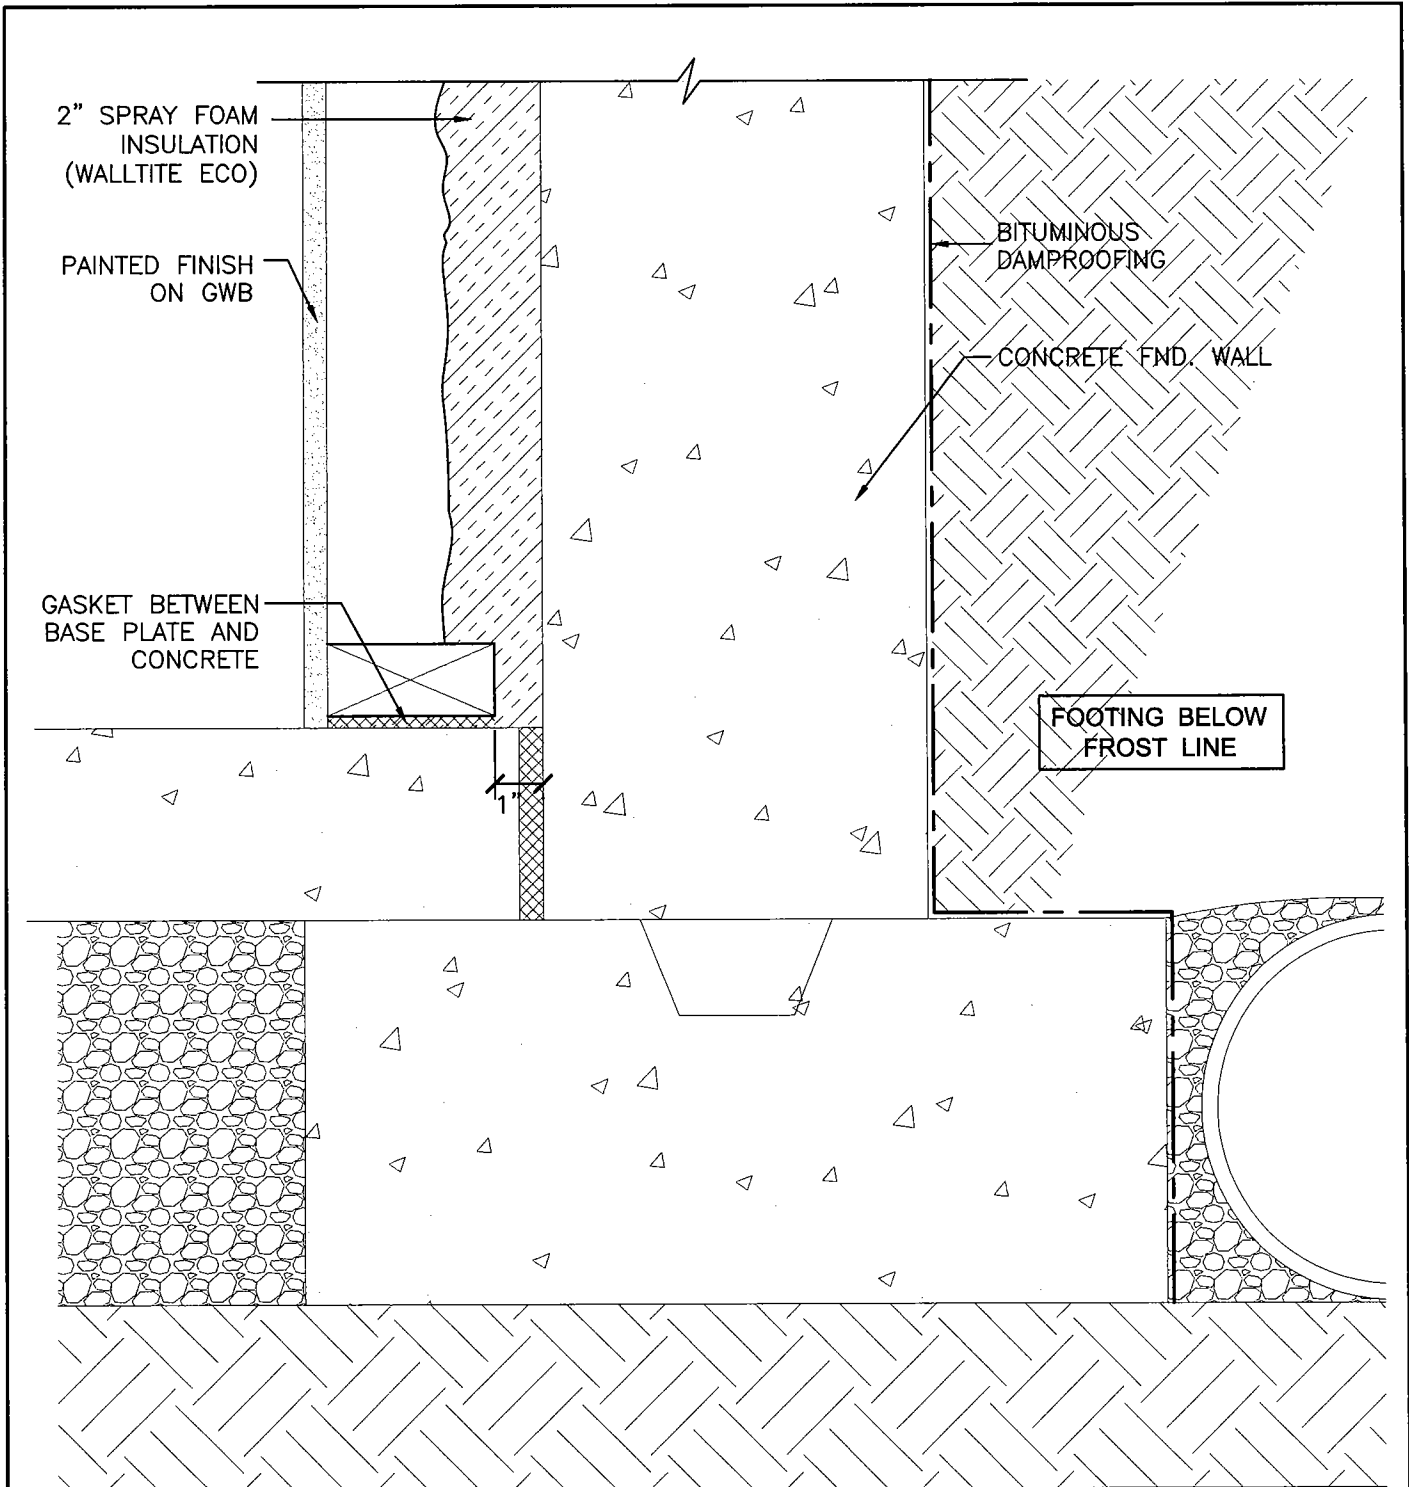 2" SPRAY FOAM
INSULATION
(WALLTITE ECO)
PAINTED FINISH
ON GWB
BITUMINOUS
DAMPROOFING
CONCRETE FND. WALL
GASKET BETWEEN
BASE PLATE AND
CONCRETE
FOOTING BELOW
FROST LINE
1"